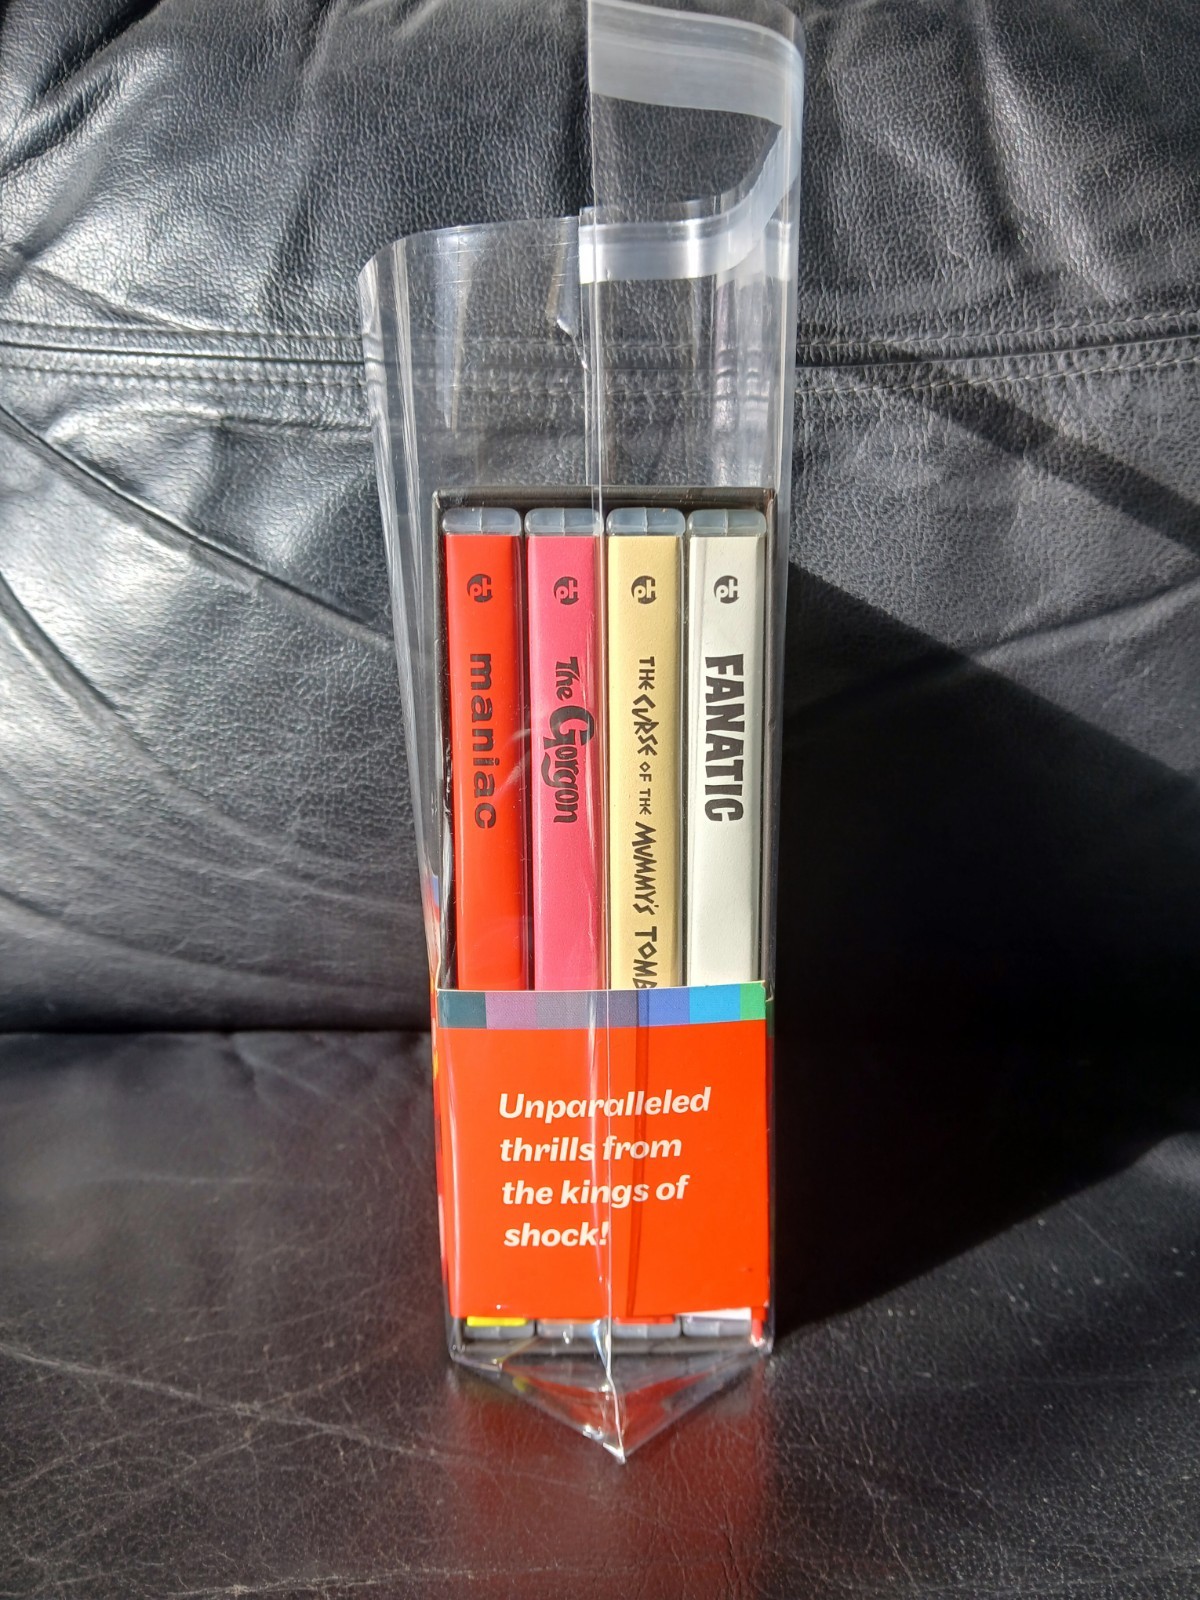 maniac
The Gorgon
THE CURSE OF THE MUMMY'S TOMB
FANATIC
Unparalleled
thrills from
the kings of
shock!